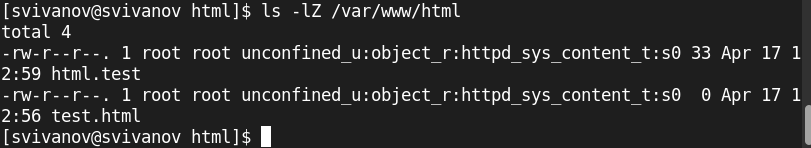 [svivanov@svivanov html]$ ls -lZ /var/www/html
total 4
-rw-r--r--. 1 root root unconfined_u:object_r:httpd_sys_content_t:s0 33 Apr 17 1
2:59 html.test
-rw-r--r--. 1 root root unconfined_u:object_r:httpd_sys_content_t:s0  0 Apr 17 1
2:56 test.html
[svivanov@svivanov html]$